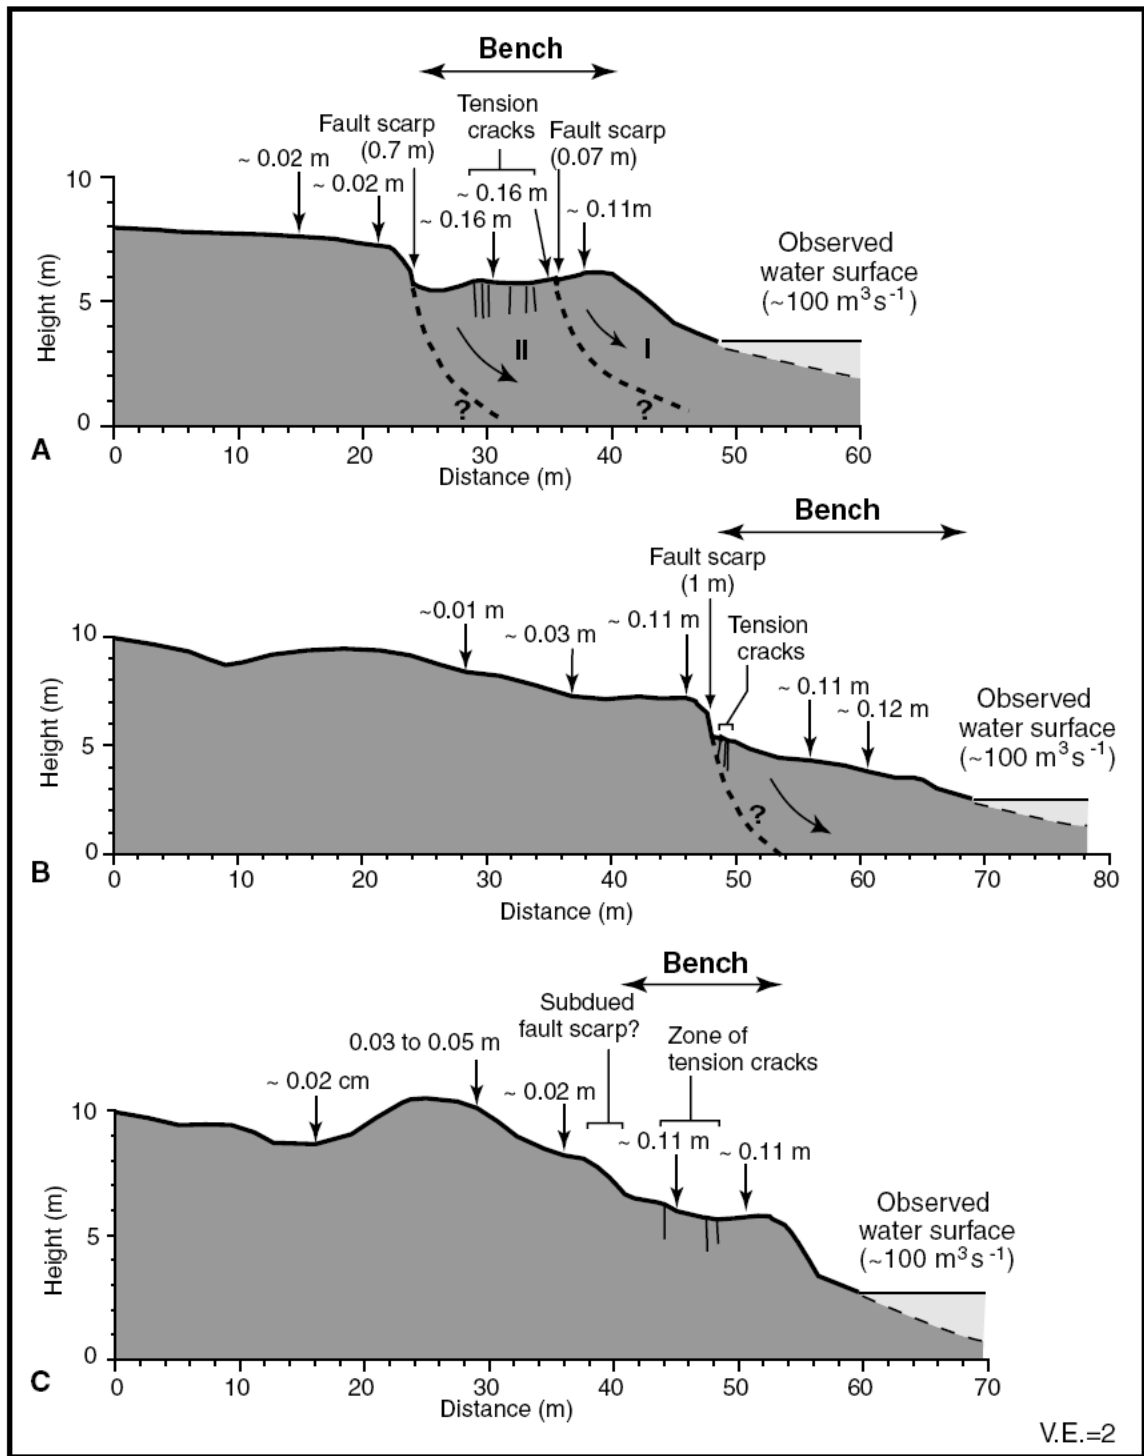 Bench
Tension
cracks
Fault scarp
(0.7 m)
Fault scarp
(0.07 m)
~ 0.02 m
~ 0.02 m
~ 0.16 m
~ 0.16 m
~ 0.11m
Observed
water surface
(~100 m³s⁻¹)
Height (m)
10
5
0
II
I
?
?
A
0 10 20 30 40 50 60
Distance (m)
Bench
Fault scarp
(1 m)
Tension
cracks
~0.01 m
~ 0.03 m
~ 0.11 m
~ 0.11 m
~ 0.12 m
Observed
water surface
(~100 m³s⁻¹)
Height (m)
10
5
0
?
B
0 10 20 30 40 50 60 70 80
Distance (m)
Bench
Subdued
fault scarp?
Zone of
tension cracks
0.03 to 0.05 m
~ 0.02 cm
~ 0.02 m
~ 0.11 m
~ 0.11 m
Observed
water surface
(~100 m³s⁻¹)
Height (m)
10
5
0
C
0 10 20 30 40 50 60 70
Distance (m)
V.E.=2